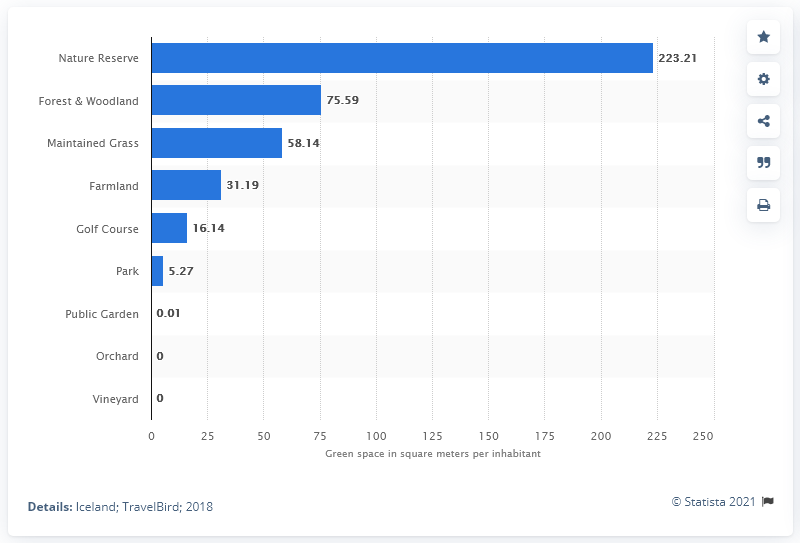 Nature Reserve 223.21
Forest & Woodland 75.59
Maintained Grass 58.14
Farmland 31.19
Golf Course 16.14
Park 5.27
Public Garden 0.01
Orchard 0
Vineyard 0
0 25 50 75 100 125 150 175 200 225 250
Green space in square meters per inhabitant
Details: Iceland; TravelBird; 2018
© Statista 2021